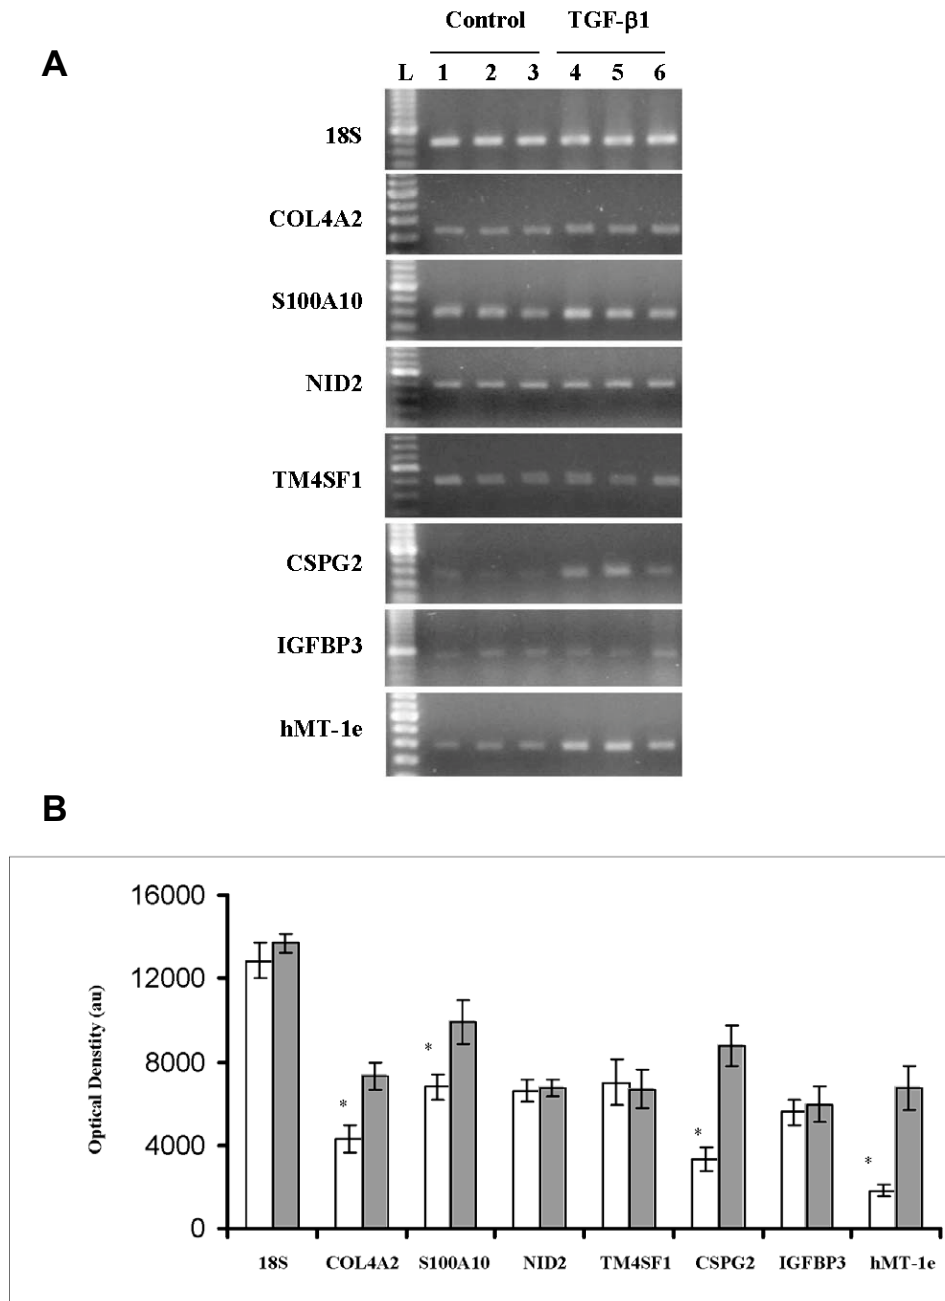 Control TGF-β1
A
L 1 2 3 4 5 6
18S
COL4A2
S100A10
NID2
TM4SF1
CSPG2
IGFBP3
hMT-1e
B
Optical Denstity (au)
16000
12000
8000
4000
0
*
*
*
*
18S COL4A2 S100A10 NID2 TM4SF1 CSPG2 IGFBP3 hMT-1e